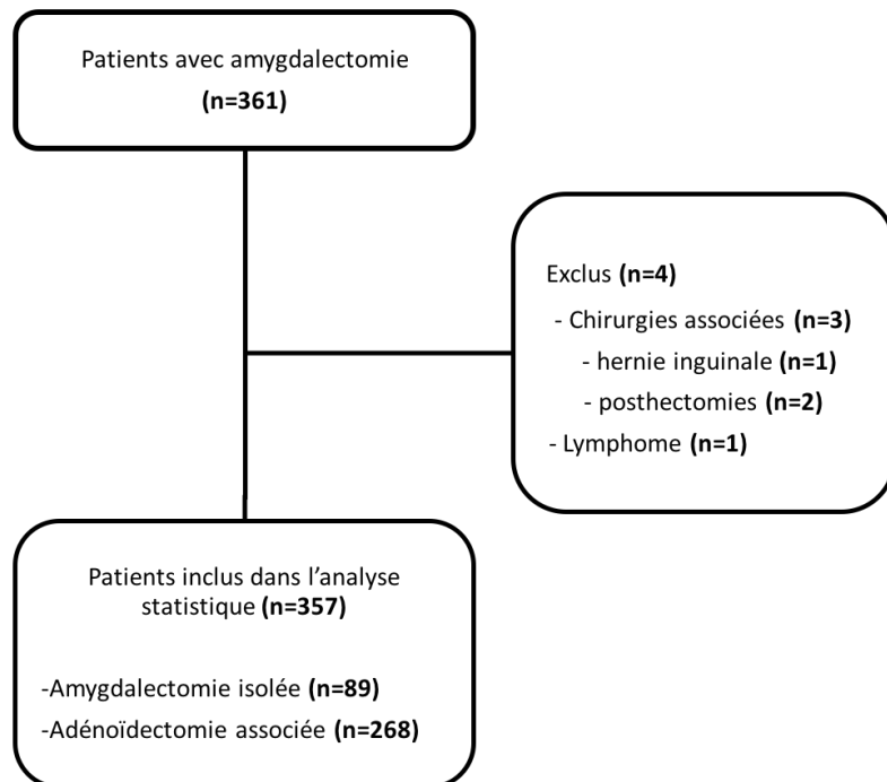 Patients avec amygdalectomie
(n=361)
Exclus (n=4)
- Chirurgies associées (n=3)
- hernie inguinale (n=1)
- posthectomies (n=2)
- Lymphome (n=1)
Patients inclus dans l’analyse
statistique (n=357)
-Amygdalectomie isolée (n=89)
-Adénoïdectomie associée (n=268)